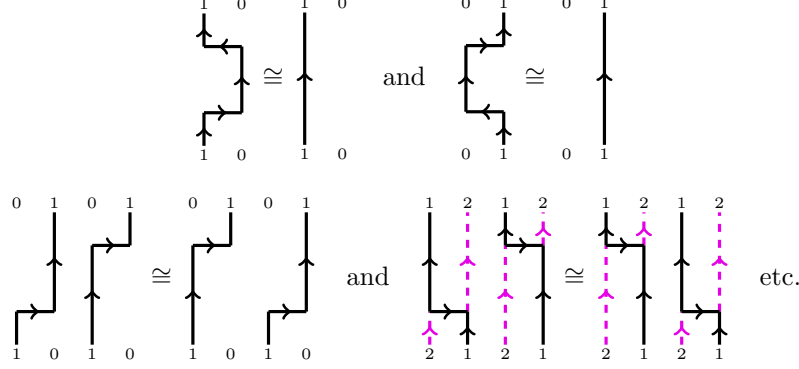 1 0 1 0 0 1 0 1
≅ and ≅
1 0 1 0 0 1 0 1
0 1 0 1 0 1 0 1 1 2 1 2 1 2 1 2
≅ and ≅ etc.
1 0 1 0 1 0 1 0 2 1 2 1 2 1 2 1